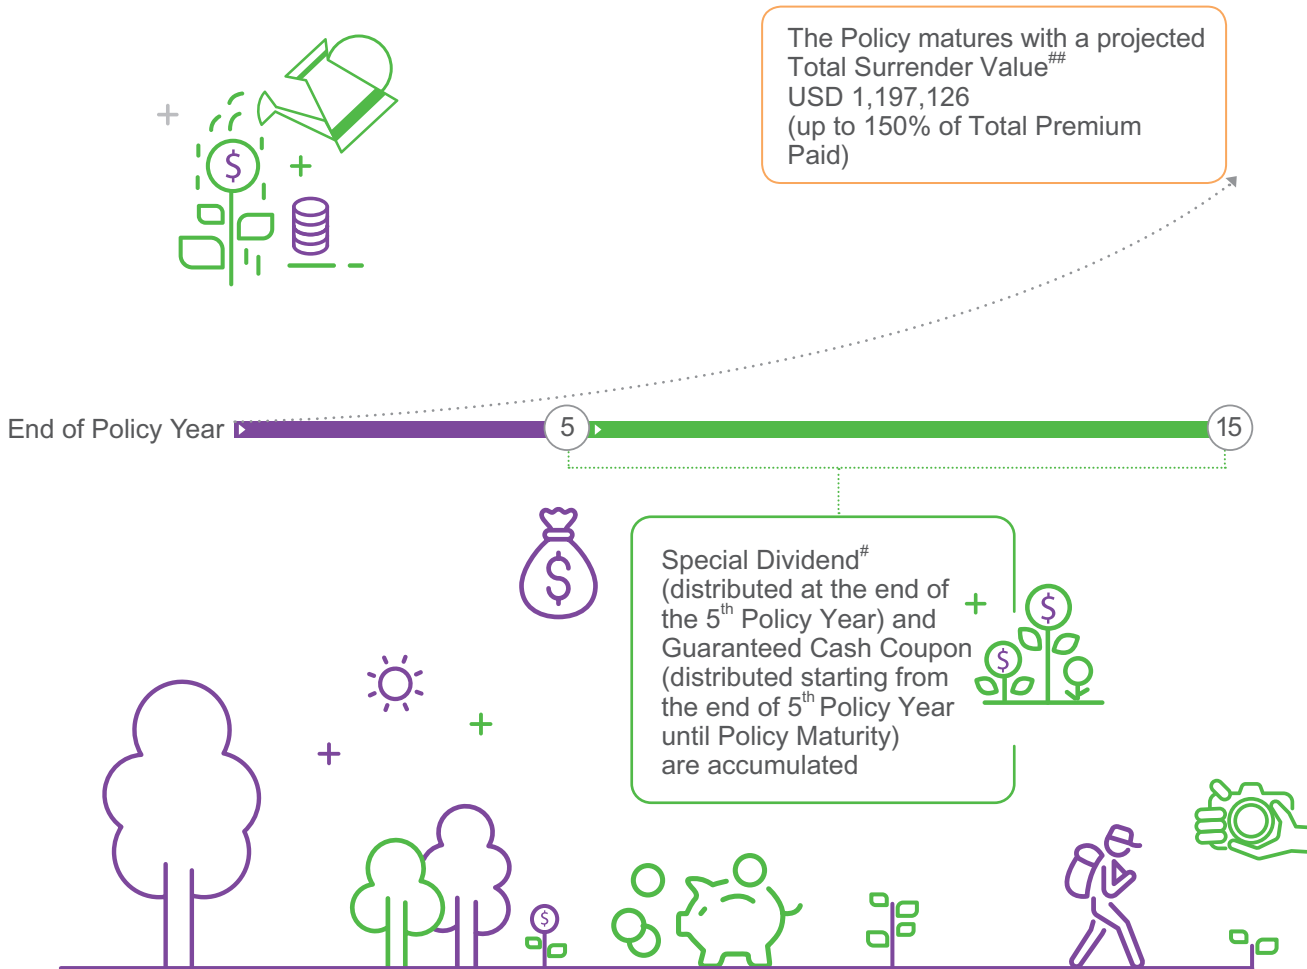 The Policy matures with a projected
Total Surrender Value##
USD 1,197,126
(up to 150% of Total Premium
Paid)
$
End of Policy Year
5
15
$
Special Dividend#
(distributed at the end of
the 5th Policy Year) and
Guaranteed Cash Coupon
(distributed starting from
the end of 5th Policy Year
until Policy Maturity)
are accumulated
$
$
$